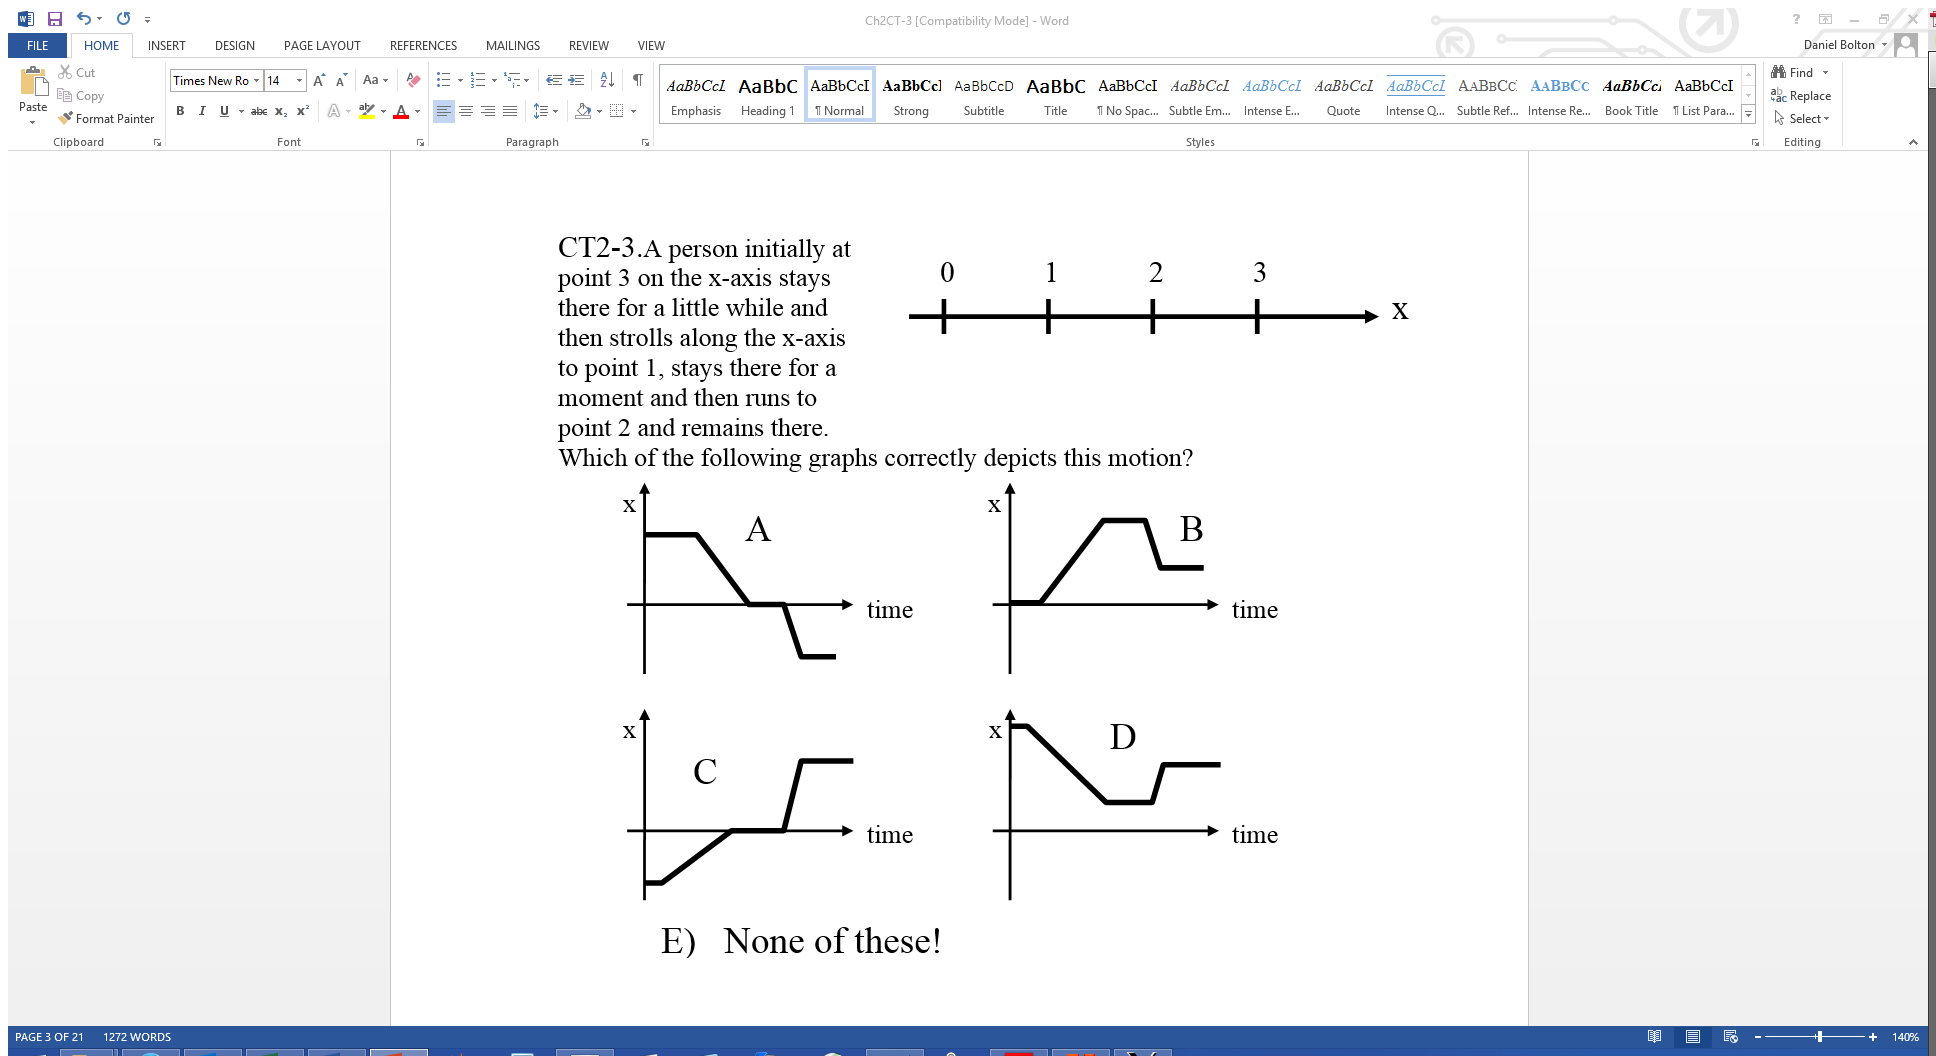 Ch2CT-3 [Compatibility Mode] - Word
FILE HOME INSERT DESIGN PAGE LAYOUT REFERENCES MAILINGS REVIEW VIEW Daniel Bolton
Paste Cut Copy Format Painter
Times New Ro 14 Aa
B I U abc x₂ x² A ab A
AaBbCcI AaBbC AaBbCcI AaBbCcI AaBbCcD AaBbC AaBbCcI AaBbCcI AaBbCcI AaBbCcI AaBbCcI AABBCC AABBCC AaBbCcI AaBbCcI
Emphasis Heading 1 ¶ Normal Strong Subtitle Title ¶ No Spac... Subtle Em... Intense E... Quote Intense Q... Subtle Ref... Intense Re... Book Title ¶ List Para...
Find
Replace
Select
Clipboard Font Paragraph Styles Editing
CT2-3.A person initially at
point 3 on the x-axis stays
there for a little while and
then strolls along the x-axis
to point 1, stays there for a
moment and then runs to
point 2 and remains there.
0 1 2 3
x
Which of the following graphs correctly depicts this motion?
x A time
x B time
x C time
x D time
E) None of these!
PAGE 3 OF 21 1272 WORDS 140%